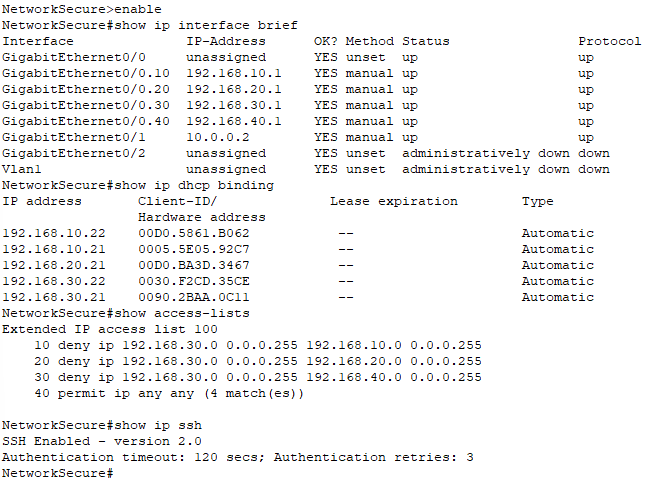 NetworkSecure>enable
NetworkSecure#show ip interface brief
Interface              IP-Address      OK? Method Status                Protocol
GigabitEthernet0/0     unassigned      YES unset  up                    up
GigabitEthernet0/0.10  192.168.10.1    YES manual up                    up
GigabitEthernet0/0.20  192.168.20.1    YES manual up                    up
GigabitEthernet0/0.30  192.168.30.1    YES manual up                    up
GigabitEthernet0/0.40  192.168.40.1    YES manual up                    up
GigabitEthernet0/1     10.0.0.2        YES manual up                    up
GigabitEthernet0/2     unassigned      YES unset  administratively down down
Vlan1                  unassigned      YES unset  administratively down down
NetworkSecure#show ip dhcp binding
IP address       Client-ID/              Lease expiration        Type
                 Hardware address
192.168.10.22    00D0.5861.B062           --                     Automatic
192.168.10.21    0005.5E05.92C7           --                     Automatic
192.168.20.21    00D0.BA3D.3467           --                     Automatic
192.168.30.22    0030.F2CD.35CE           --                     Automatic
192.168.30.21    0090.2BAA.0C11           --                     Automatic
NetworkSecure#show access-lists
Extended IP access list 100
    10 deny ip 192.168.30.0 0.0.0.255 192.168.10.0 0.0.0.255
    20 deny ip 192.168.30.0 0.0.0.255 192.168.20.0 0.0.0.255
    30 deny ip 192.168.30.0 0.0.0.255 192.168.40.0 0.0.0.255
    40 permit ip any any (4 match(es))

NetworkSecure#show ip ssh
SSH Enabled - version 2.0
Authentication timeout: 120 secs; Authentication retries: 3
NetworkSecure#